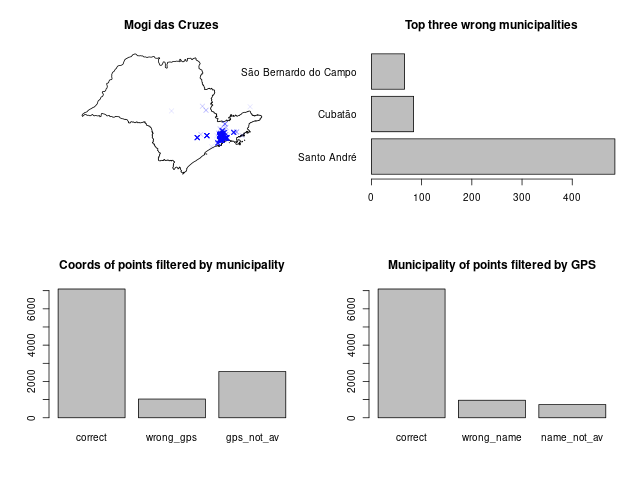 Mogi das Cruzes
Top three wrong municipalities
São Bernardo do Campo
Cubatão
Santo André
0 100 200 300 400
Coords of points filtered by municipality
0 2000 4000 6000
correct wrong_gps gps_not_av
Municipality of points filtered by GPS
0 2000 4000 6000
correct wrong_name name_not_av